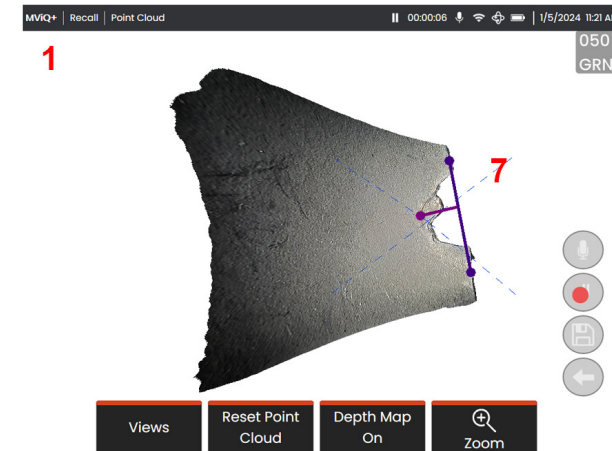 MViQ+ | Recall | Point Cloud
00:00:06
1/5/2024 11:21 AM
1
050
GRN
7
Views
Reset Point
Cloud
Depth Map
On
Zoom